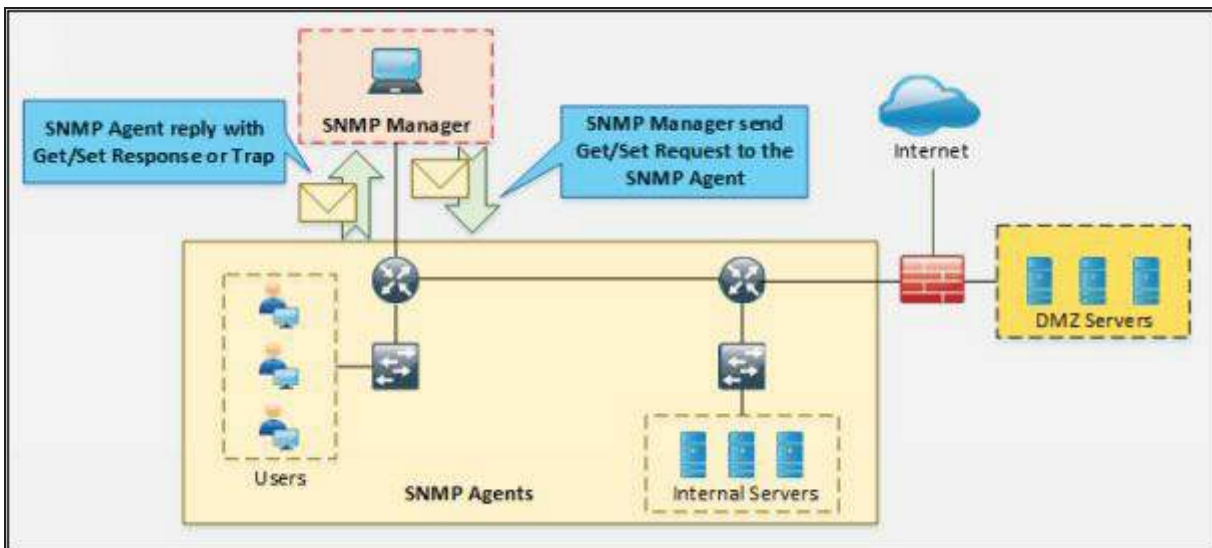 SNMP Agent reply with
Get/Set Response or Trap
SNMP Manager
SNMP Manager send
Get/Set Request to the
SNMP Agent
Internet
DMZ Servers
Users
SNMP Agents
Internal Servers